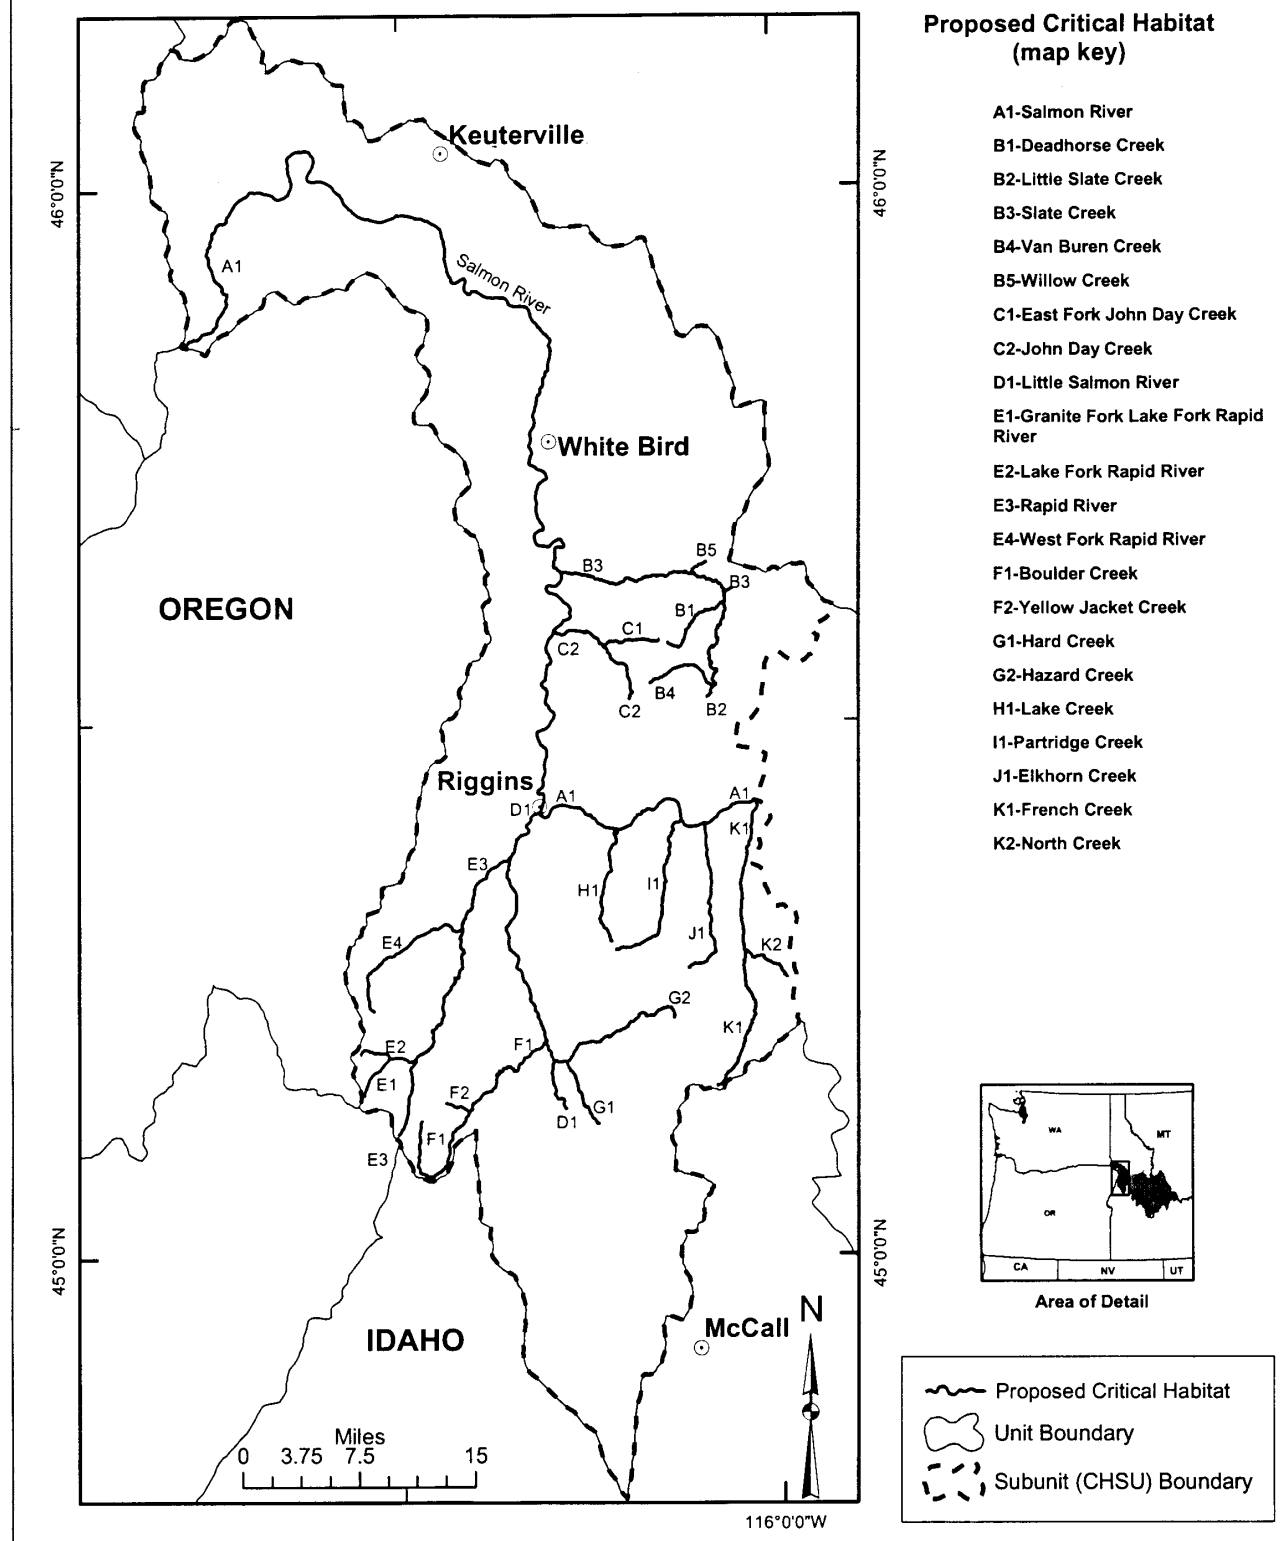 Proposed Critical Habitat
(map key)
A1-Salmon River
B1-Deadhorse Creek
B2-Little Slate Creek
B3-Slate Creek
B4-Van Buren Creek
B5-Willow Creek
C1-East Fork John Day Creek
C2-John Day Creek
D1-Little Salmon River
E1-Granite Fork Lake Fork Rapid
River
E2-Lake Fork Rapid River
E3-Rapid River
E4-West Fork Rapid River
F1-Boulder Creek
F2-Yellow Jacket Creek
G1-Hard Creek
G2-Hazard Creek
H1-Lake Creek
I1-Partridge Creek
J1-Elkhorn Creek
K1-French Creek
K2-North Creek
Keuterville
46°0'0"N
46°0'0"N
A1
Salmon River
White Bird
B5
B3
B3
OREGON
B1
C1
C2
B4
C2
B2
Riggins
D1
A1
A1
K1
E3
H1
I1
J1
E4
K2
G2
K1
F1
E2
E1
F2
D1
G1
F1
E3
45°0'0"N
45°0'0"N
IDAHO
McCall
N
Miles
0
3.75
7.5
15
116°0'0"W
WA
MT
OR
CA
NV
UT
Area of Detail
Proposed Critical Habitat
Unit Boundary
Subunit (CHSU) Boundary